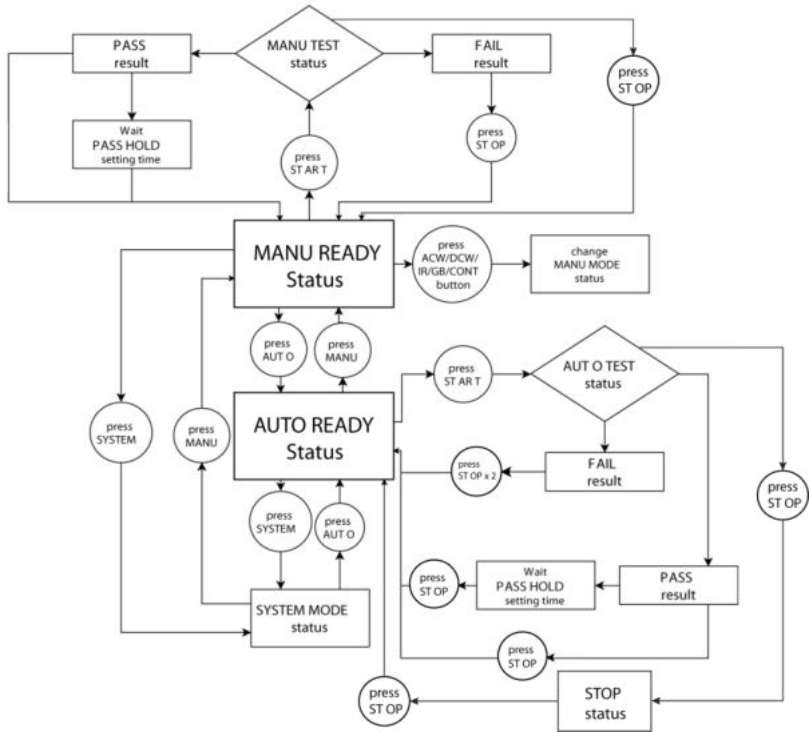 PASS
result
MANU TEST
status
FAIL
result
press
ST OP
Wait
PASS HOLD
setting time
press
ST AR T
press
ST OP
MANU READY
Status
press
ACW/DCW/
IR/GB/CONT
button
change
MANU MODE
status
press
AUT O
press
MANU
press
ST AR T
AUT O TEST
status
press
SYSTEM
press
MANU
AUTO READY
Status
press
ST OP x 2
FAIL
result
press
ST OP
press
SYSTEM
press
AUT O
press
ST OP
Wait
PASS HOLD
setting time
PASS
result
SYSTEM MODE
status
press
ST OP
press
ST OP
STOP
status